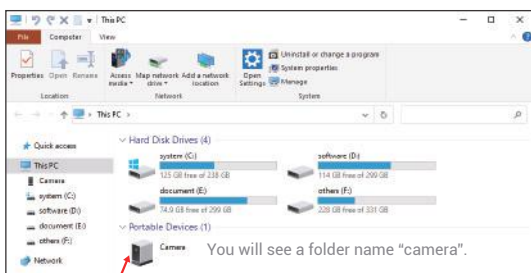 This PC
File Computer View
Properties Open Rename Access media Map network drive Add a network location Open Settings Uninstall or change a program
System properties
Manage
Location Network System
This PC
Quick access
This PC
Camera
system (C:)
software (D:)
document (E:)
others (F:)
Network
Hard Disk Drives (4)
system (C:) software (D:)
125 GB free of 238 GB 114 GB free of 299 GB
document (E:) others (F:)
74.9 GB free of 299 GB 220 GB free of 331 GB
Portable Devices (1)
Camera
You will see a folder name “camera”.